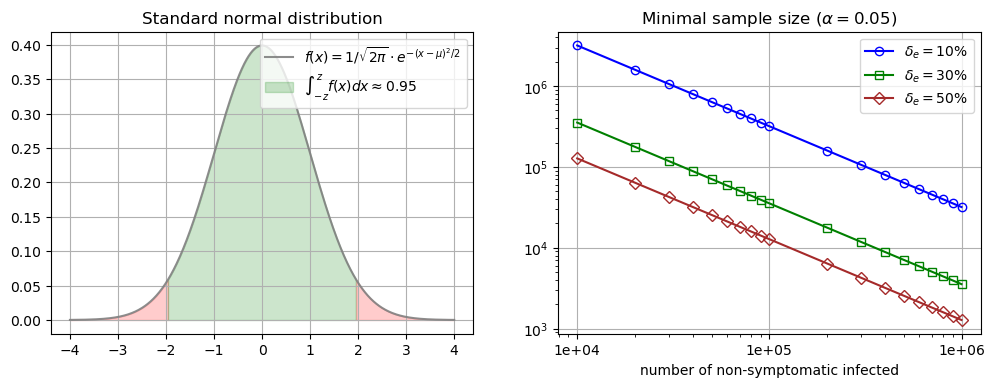 Standard normal distribution
f(x) = 1/√2π · e^{−(x−μ)²/2}
∫_{−z}^{z} f(x)dx ≈ 0.95
0.40
0.35
0.30
0.25
0.20
0.15
0.10
0.05
0.00
−4 −3 −2 −1 0 1 2 3 4
Minimal sample size (α = 0.05)
δₑ = 10%
δₑ = 30%
δₑ = 50%
10⁶
10⁵
10⁴
10³
1e+04 1e+05 1e+06
number of non-symptomatic infected